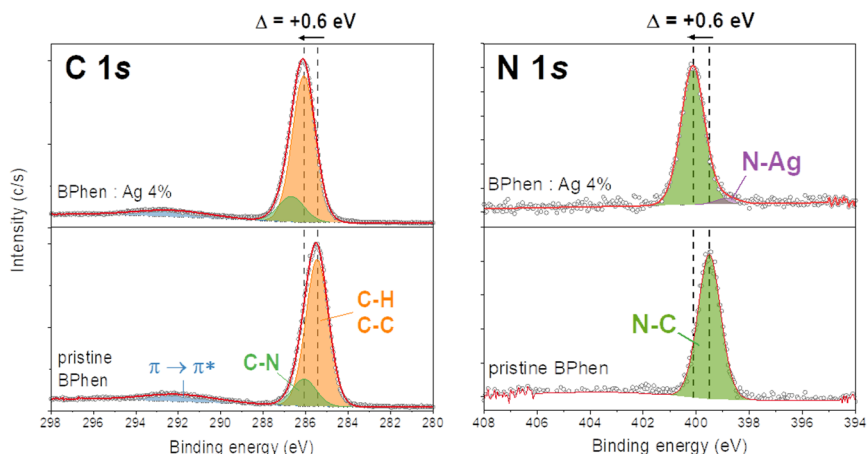 Δ = +0.6 eV
C 1s
BPhen : Ag 4%
C-H
C-C
C-N
π → π*
pristine
BPhen
Intensity (c/s)
298 296 294 292 290 288 286 284 282 280
Binding energy (eV)
Δ = +0.6 eV
N 1s
N-Ag
BPhen : Ag 4%
N-C
pristine BPhen
408 406 404 402 400 398 396 394
Binding energy (eV)